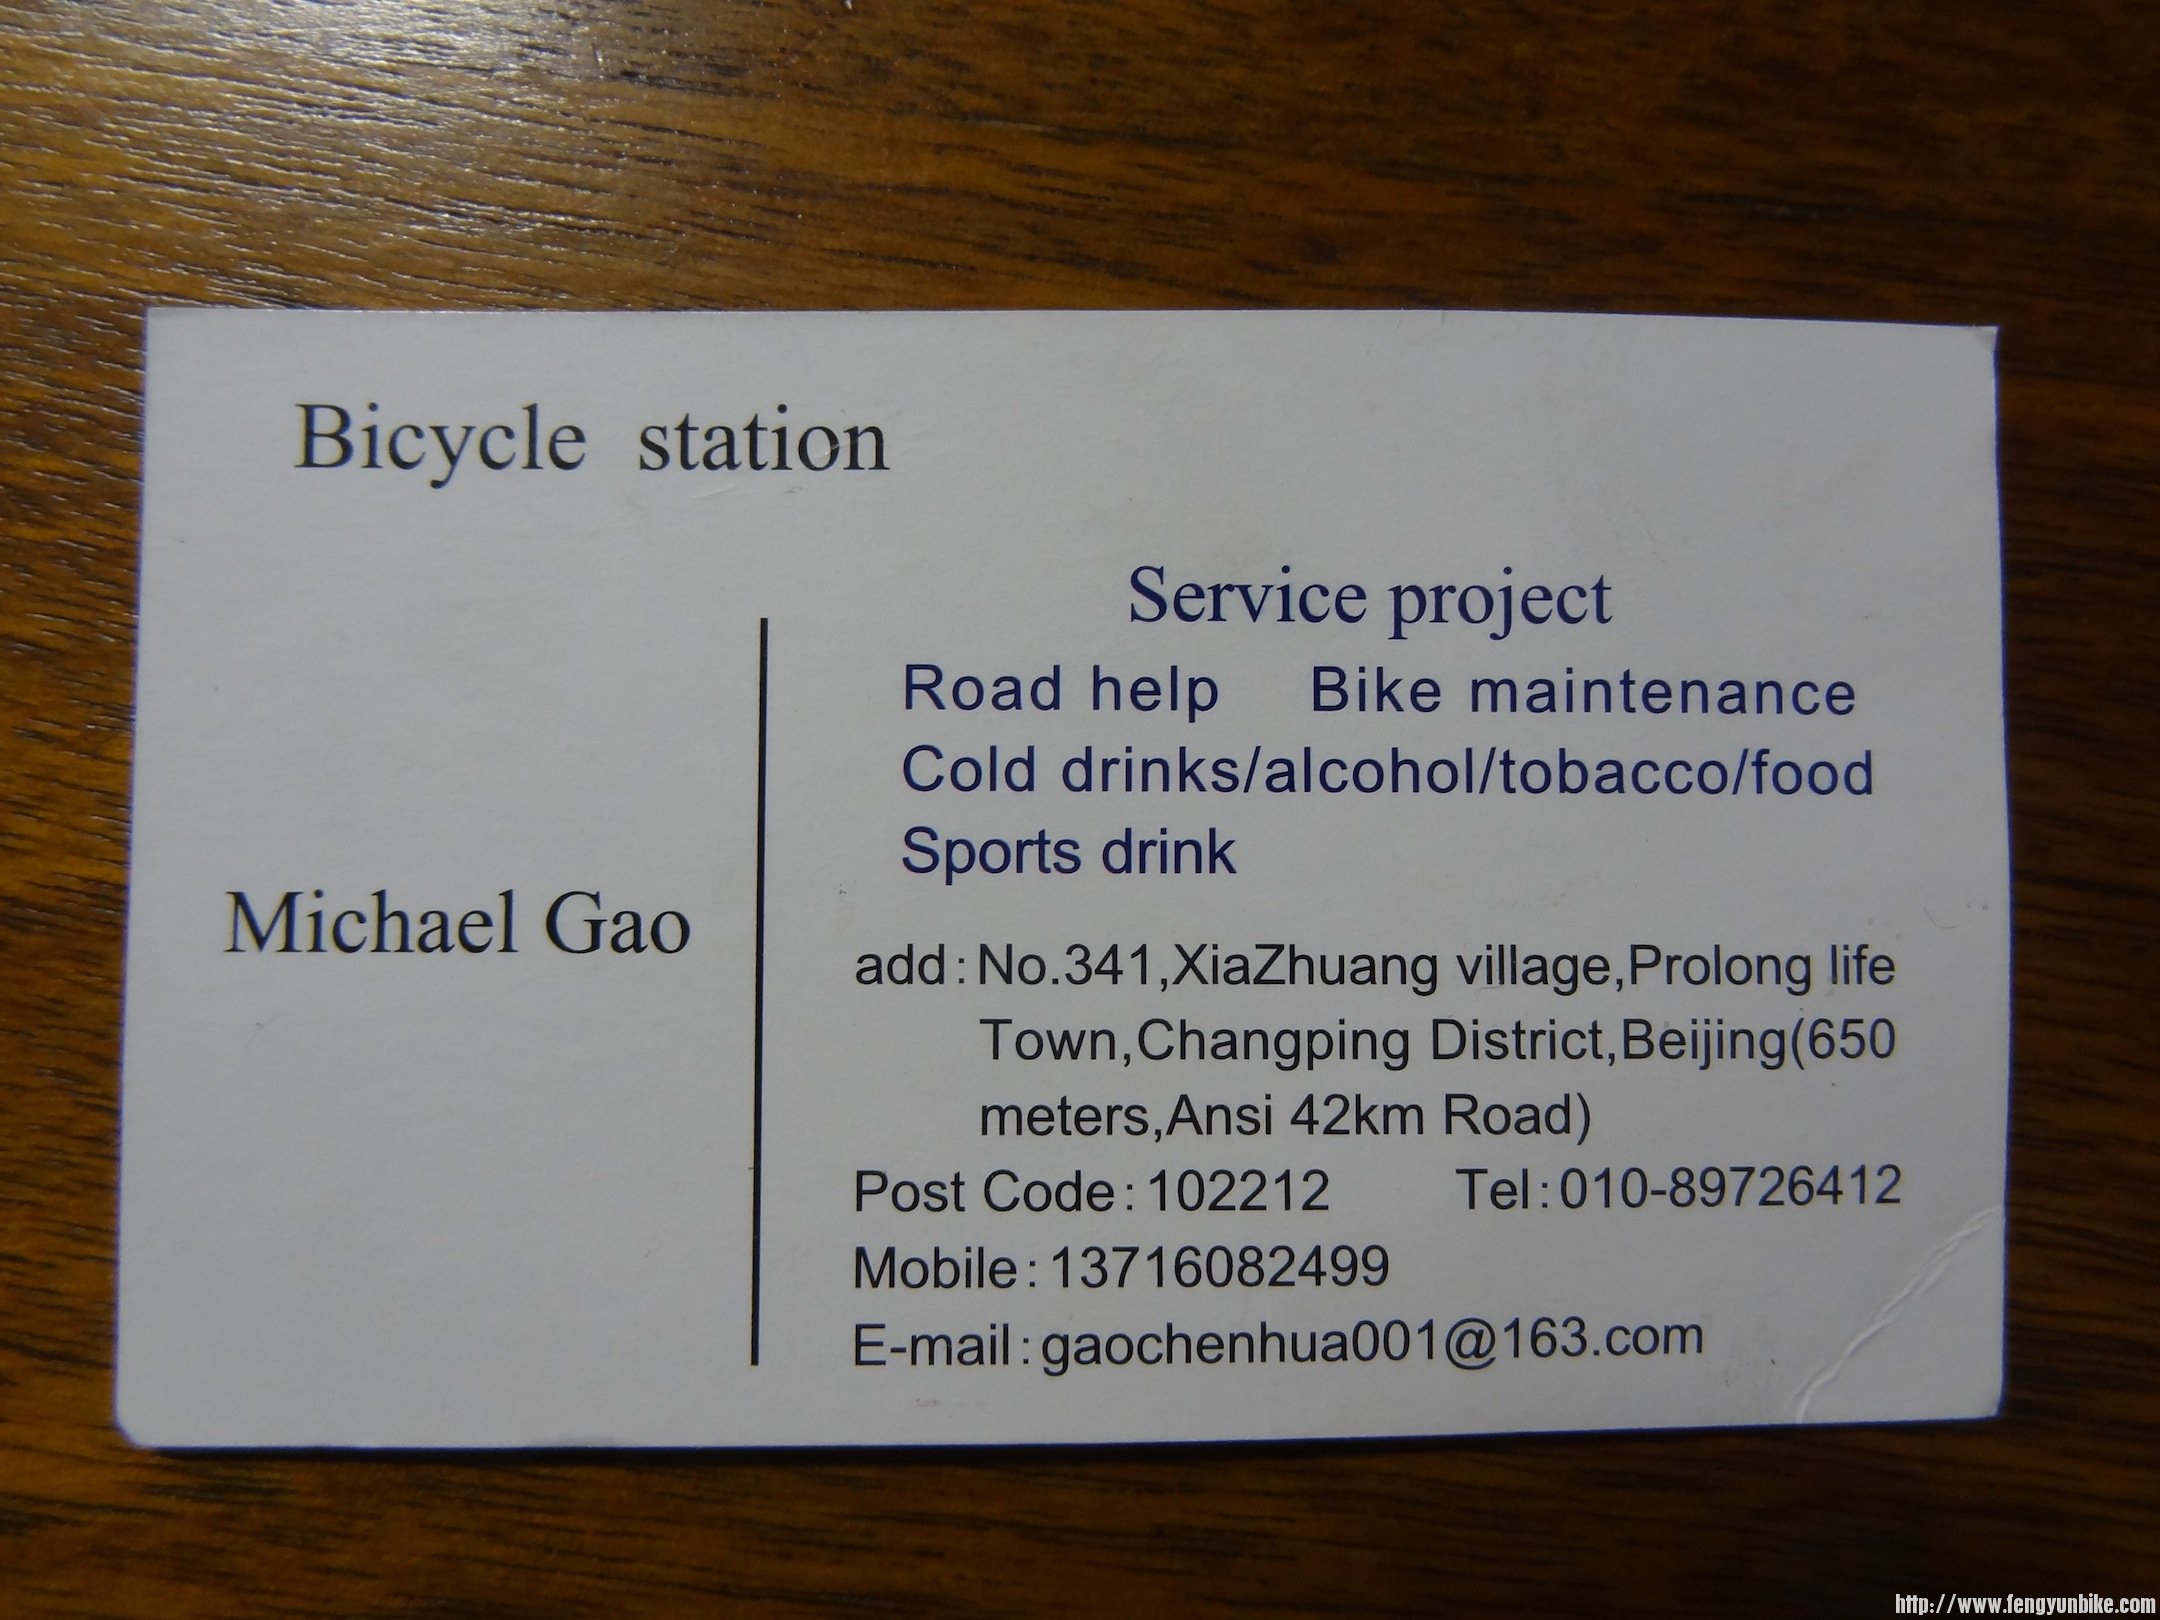 Bicycle station
Service project
Road help Bike maintenance
Cold drinks/alcohol/tobacco/food
Sports drink
Michael Gao
add:No.341,XiaZhuang village,Prolong life
Town,Changping District,Beijing(650
meters,Ansi 42km Road)
Post Code:102212 Tel:010-89726412
Mobile:13716082499
E-mail:gaochenhua001@163.com
http://www.fengyunbike.com